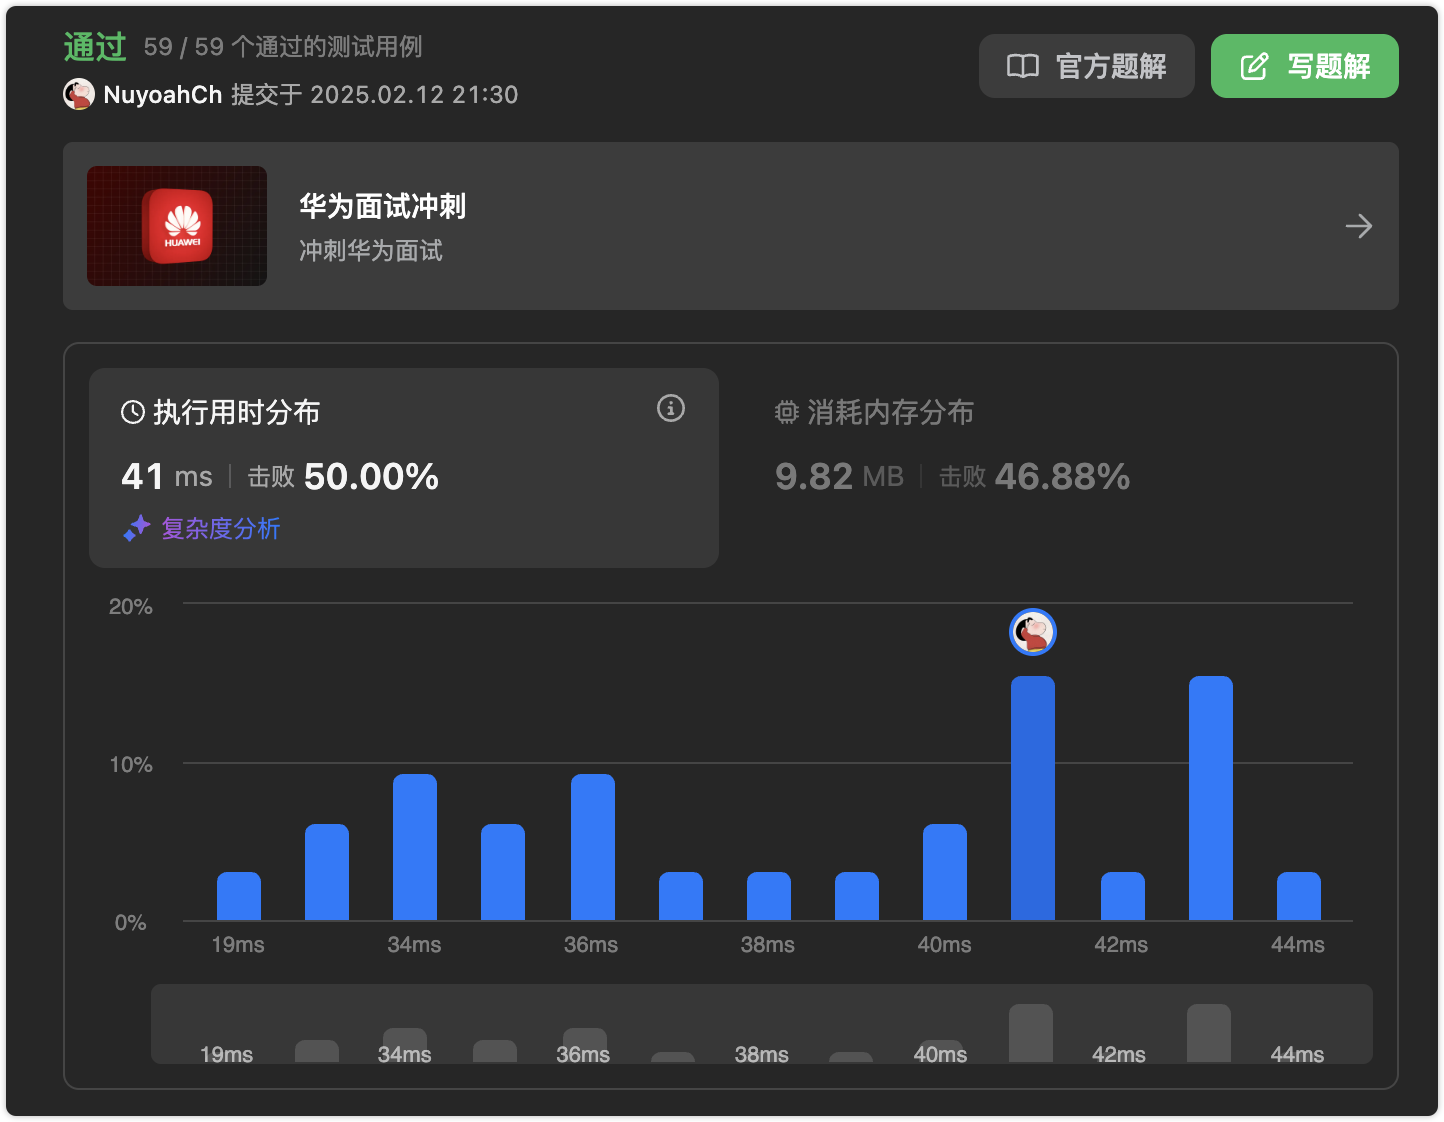 通过 59 / 59 个通过的测试用例
NuyoahCh 提交于 2025.02.12 21:30
官方题解
写题解
HUAWEI
华为面试冲刺
冲刺华为面试
执行用时分布
41 ms 击败 50.00%
复杂度分析
消耗内存分布
9.82 MB 击败 46.88%
20%
10%
0%
19ms 34ms 36ms 38ms 40ms 42ms 44ms
19ms 34ms 36ms 38ms 40ms 42ms 44ms